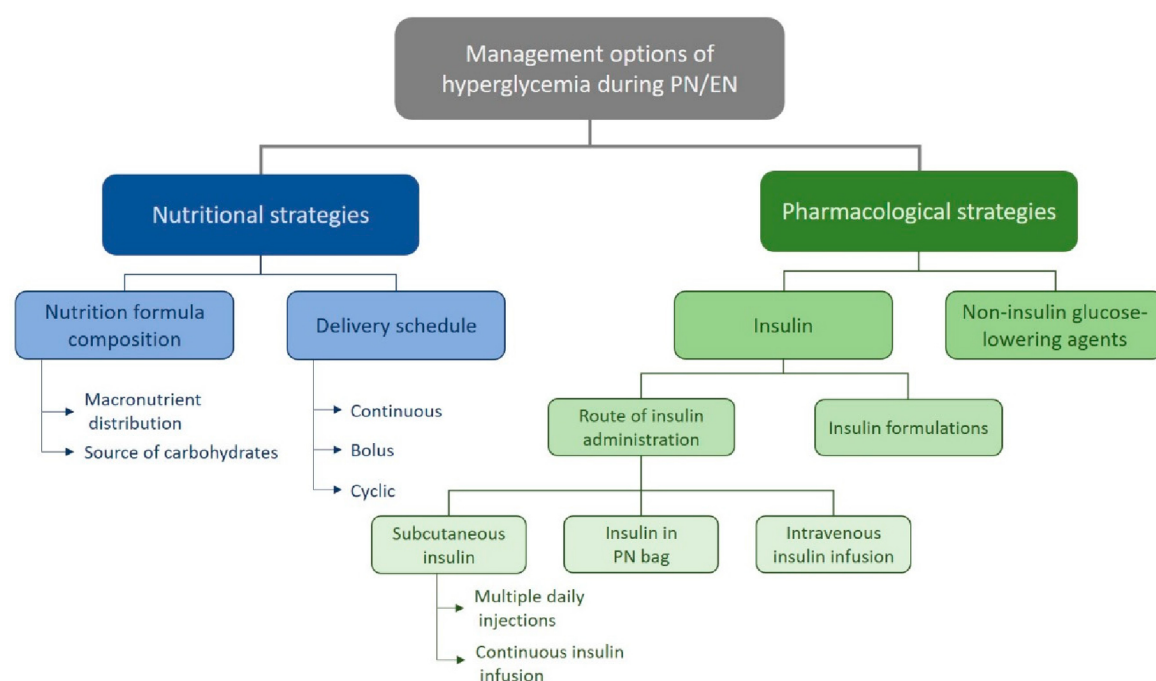 Management options of
hyperglycemia during PN/EN
Nutritional strategies
Pharmacological strategies
Nutrition formula
composition
Delivery schedule
Insulin
Non-insulin glucose-
lowering agents
Macronutrient
distribution
Source of carbohydrates
Continuous
Bolus
Cyclic
Route of insulin
administration
Insulin formulations
Subcutaneous
insulin
Insulin in
PN bag
Intravenous
insulin infusion
Multiple daily
injections
Continuous insulin
infusion